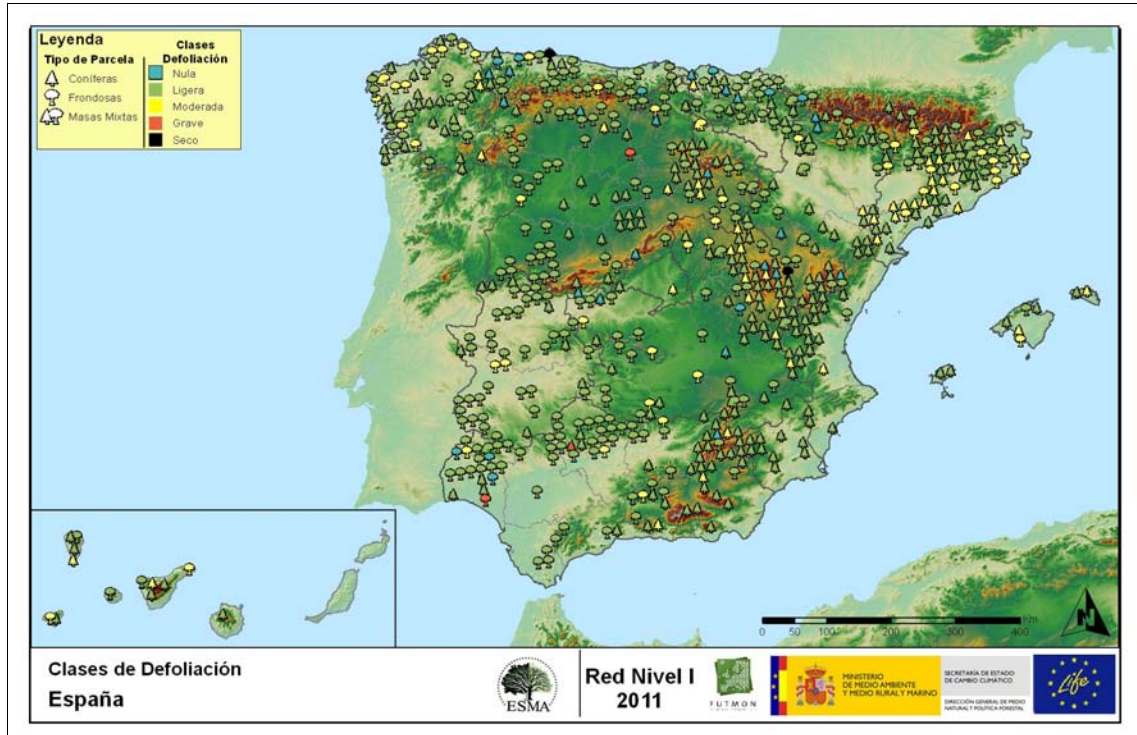 Leyenda
Tipo de Parcela
Coníferas
Frondosas
Masas Mixtas
Clases
Defoliación
Nula
Ligera
Moderada
Grave
Seco
N
Km
0 50 100 200 300 400
Clases de Defoliación
España
ESMA
Red Nivel I
2011
FUTMON
MINISTERIO
DE MEDIO AMBIENTE
Y MEDIO RURAL Y MARINO
SECRETARÍA DE ESTADO
DE CAMBIO CLIMÁTICO
DIRECCIÓN GENERAL DE MEDIO
NATURAL Y POLÍTICA FORESTAL
Life